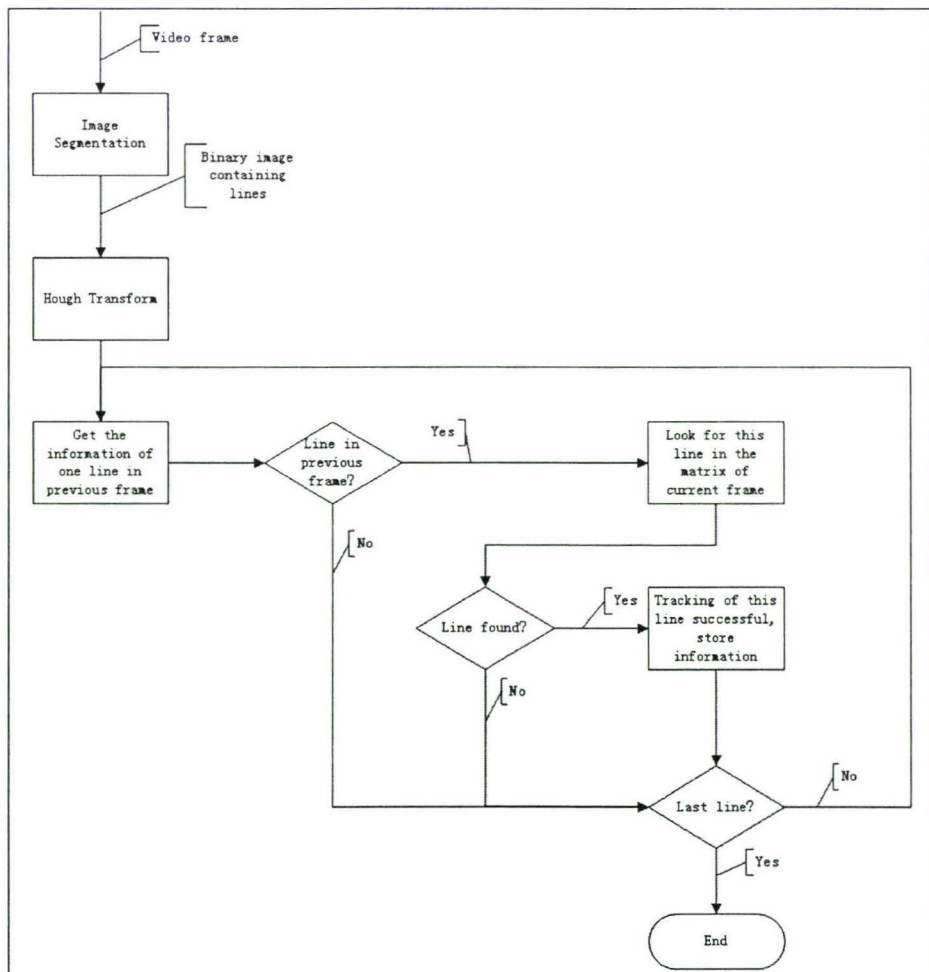 Video frame
Image
Segmentation
Binary image
containing
lines
Hough Transform
Get the
information of
one line in
previous frame
Line in
previous
frame?
Yes
Look for this
line in the
matrix of
current frame
No
Line found?
Yes
Tracking of this
line successful,
store
information
No
Last line?
No
Yes
End